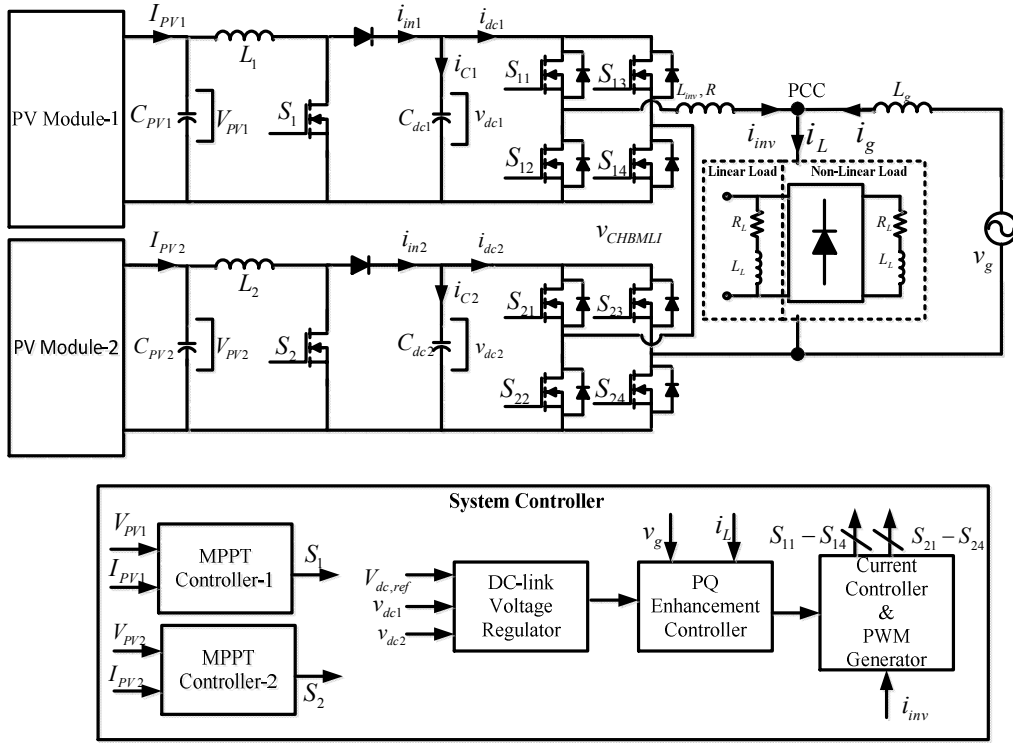 I_PV1
L_1
i_in1
i_dc1
i_C1
PV Module-1
C_PV1
V_PV1
S_1
C_dc1
v_dc1
S_11
S_13
S_12
S_14
L_inv, R
PCC
L_g
i_inv
i_L
i_g
Linear Load
Non-Linear Load
R_L
L_L
R_L
L_L
v_g
v_CHBMLI
I_PV2
L_2
i_in2
i_dc2
i_C2
PV Module-2
C_PV2
V_PV2
S_2
C_dc2
v_dc2
S_21
S_23
S_22
S_24
System Controller
V_PV1
I_PV1
MPPT
Controller-1
S_1
V_PV2
I_PV2
MPPT
Controller-2
S_2
V_dc,ref
v_dc1
v_dc2
DC-link
Voltage
Regulator
v_g
i_L
PQ
Enhancement
Controller
S_11 – S_14
S_21 – S_24
Current
Controller
&
PWM
Generator
i_inv